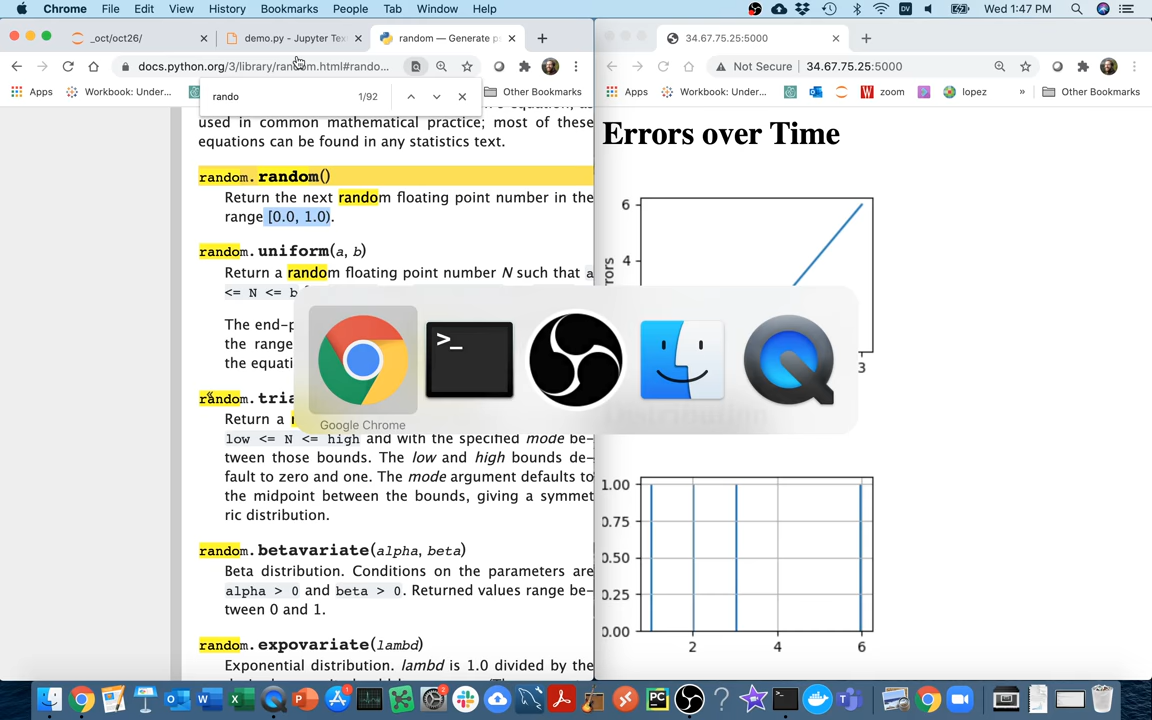 Chrome File Edit View History Bookmarks People Tab Window Help Wed 1:47 PM
_oct/oct26/ demo.py - Jupyter Tex random — Generate p
docs.python.org/3/library/random.html#rando...
Apps Workbook: Under... Other Bookmarks
rando 1/92
used in common mathematical practice; most of these
equations can be found in any statistics text.
random.random()
Return the next random floating point number in the
range [0.0, 1.0).
random.uniform(a, b)
Return a random floating point number N such that a
<= N <= b
The end-p
the range
the equati
random.tria
Return a
low <= N <= high and with the specified mode be-
tween those bounds. The low and high bounds de-
fault to zero and one. The mode argument defaults to
the midpoint between the bounds, giving a symmet
ric distribution.
random.betavariate(alpha, beta)
Beta distribution. Conditions on the parameters are
alpha > 0 and beta > 0. Returned values range be-
tween 0 and 1.
random.expovariate(lambd)
Exponential distribution. lambd is 1.0 divided by the
Google Chrome
34.67.75.25:5000
Not Secure 34.67.75.25:5000
Apps Workbook: Under... zoom lopez » Other Bookmarks
Errors over Time
6
4
rors
3
Distribution
1.00
0.75
0.50
0.25
0.00
2 4 6